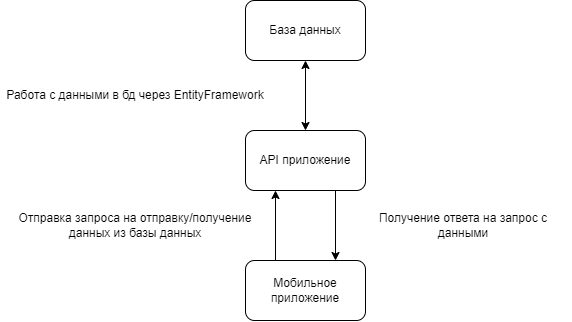 База данных
Работа с данными в бд через EntityFramework
API приложение
Отправка запроса на отправку/получение
данных из базы данных
Получение ответа на запрос с
данными
Мобильное
приложение